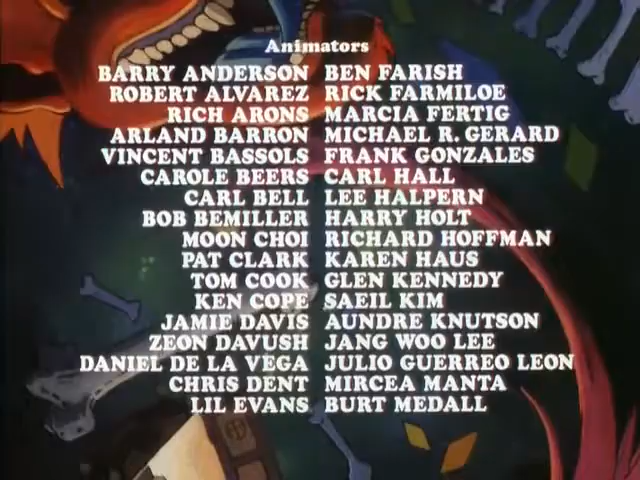 Animators
BARRY ANDERSON BEN FARISH
ROBERT ALVAREZ RICK FARMILOE
RICH ARONS MARCIA FERTIG
ARLAND BARRON MICHAEL R. GERARD
VINCENT BASSOLS FRANK GONZALES
CAROLE BEERS CARL HALL
CARL BELL LEE HALPERN
BOB BEMILLER HARRY HOLT
MOON CHOI RICHARD HOFFMAN
PAT CLARK KAREN HAUS
TOM COOK GLEN KENNEDY
KEN COPE SAEIL KIM
JAMIE DAVIS AUNDRE KNUTSON
ZEON DAVUSH JANG WOO LEE
DANIEL DE LA VEGA JULIO GUERREO LEON
CHRIS DENT MIRCEA MANTA
LIL EVANS BURT MEDALL